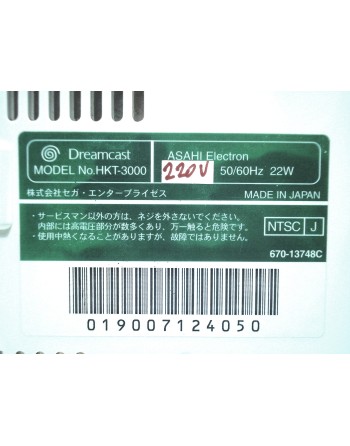 Dreamcast ASAHI Electron
MODEL No.HKT-3000 220V 50/60Hz 22W
株式会社セガ・エンタープライゼス MADE IN JAPAN
・サービスマン以外の方は、ネジを外さないでください。
内部には高電圧部分が数多くあり、万一触ると危険です。
・使用中熱くなることがありますが、故障ではありません。
NTSC J
670-13748C
019007124050